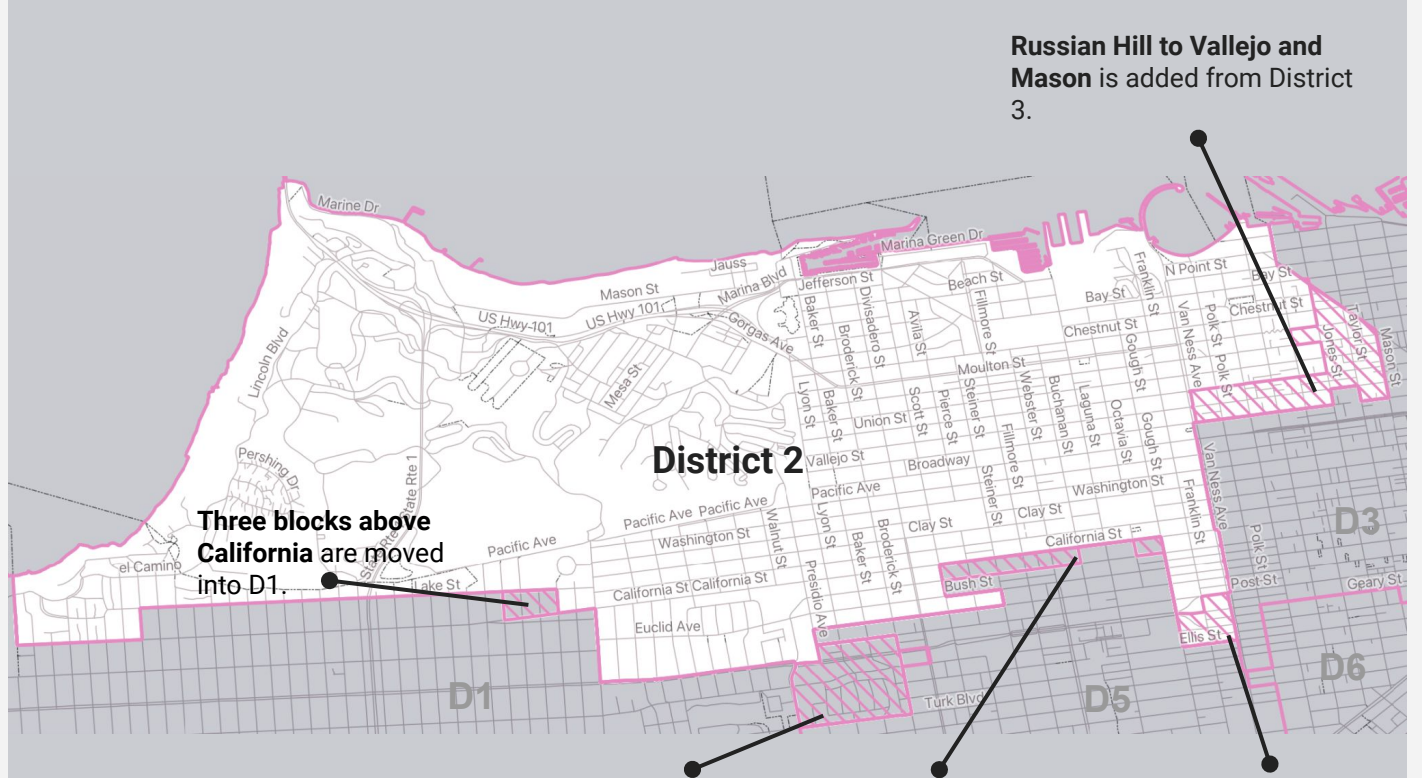 Russian Hill to Vallejo and
Mason is added from District
3.
Marine Dr
Marina Green Dr
Jauss
Mason St
Marina Blvd
Jefferson St
Beach St
Franklin St
N Point St
Bay St
Bay St
Chestnut St
US Hwy-101
US Hwy 101
Gorgas Ave
Baker St
Divisadero St
Broderick St
Avila St
Fillmore St
Chestnut St
Gough St
Van Ness Ave
Polk St
Polk St
Jones St
Taylor St
Mason St
Lincoln Blvd
Mesa St
Moulton St
Lyon St
Baker St
Union St
Scott St
Pierce St
Steiner St
Webster St
Buchanan St
Laguna St
Octavia St
Gough St
Fillmore St
District 2
Vallejo St
Broadway
Steiner St
Washington St
Van Ness Ave
Franklin St
Pershing Dr
State Rte 1
Pacific Ave
Pacific Ave
Pacific Ave
Lyon St
Three blocks above
California are moved
into D1.
Pacific Ave
Washington St
Walnut St
Baker St
Broderick St
Clay St
Clay St
California St
Polk St
D3
el Camino
Lake St
California St
California St
Presidio Ave
Bush St
Post St
Geary St
Euclid Ave
Ellis St
D1
Turk Blvd
D5
D6